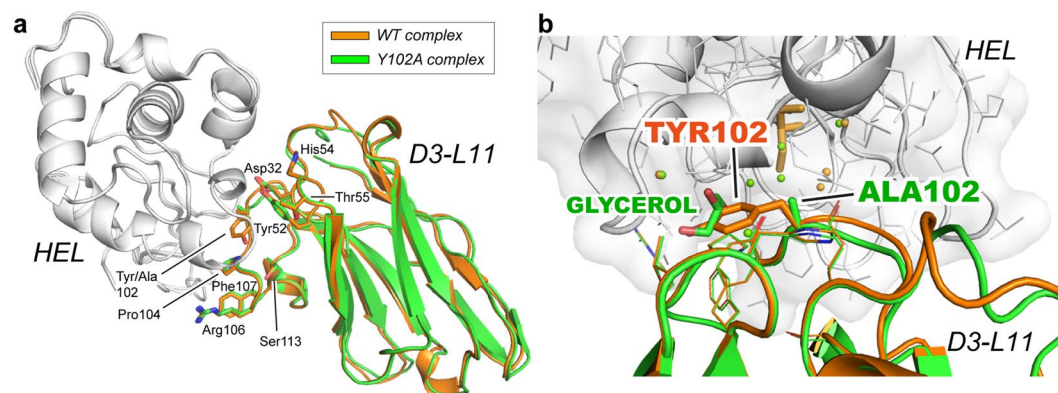 a
WT complex
Y102A complex
HEL
D3-L11
His54
Asp32
Thr55
Tyr52
Tyr/Ala
102
Pro104
Phe107
Arg106
Ser113
b
HEL
TYR102
GLYCEROL
ALA102
D3-L11